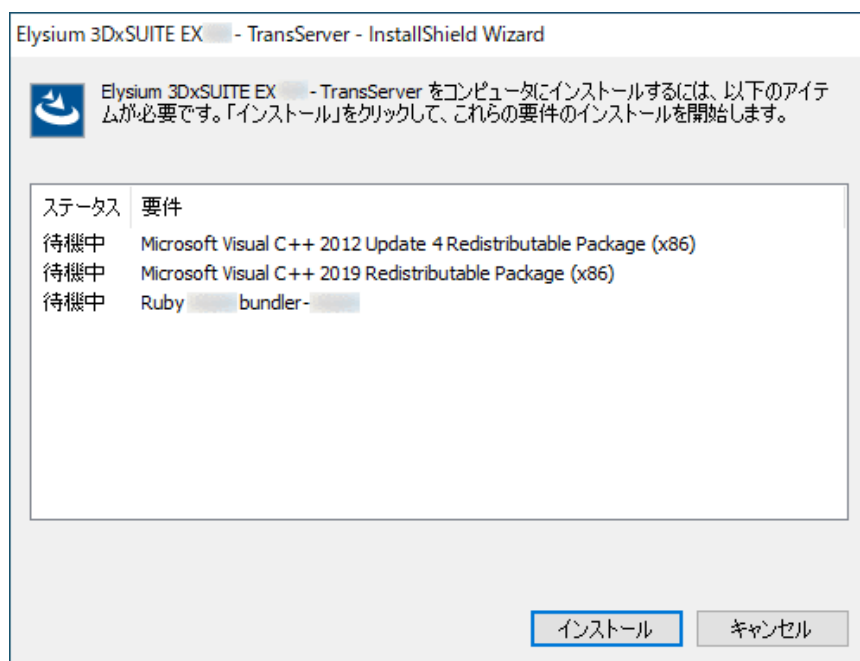 Elysium 3DxSUITE EX - TransServer - InstallShield Wizard
Elysium 3DxSUITE EX - TransServer をコンピュータにインストールするには、以下のアイテ
ムが必要です。「インストール」をクリックして、これらの要件のインストールを開始します。
ステータス 要件
待機中 Microsoft Visual C++ 2012 Update 4 Redistributable Package (x86)
待機中 Microsoft Visual C++ 2019 Redistributable Package (x86)
待機中 Ruby bundler-
インストール キャンセル